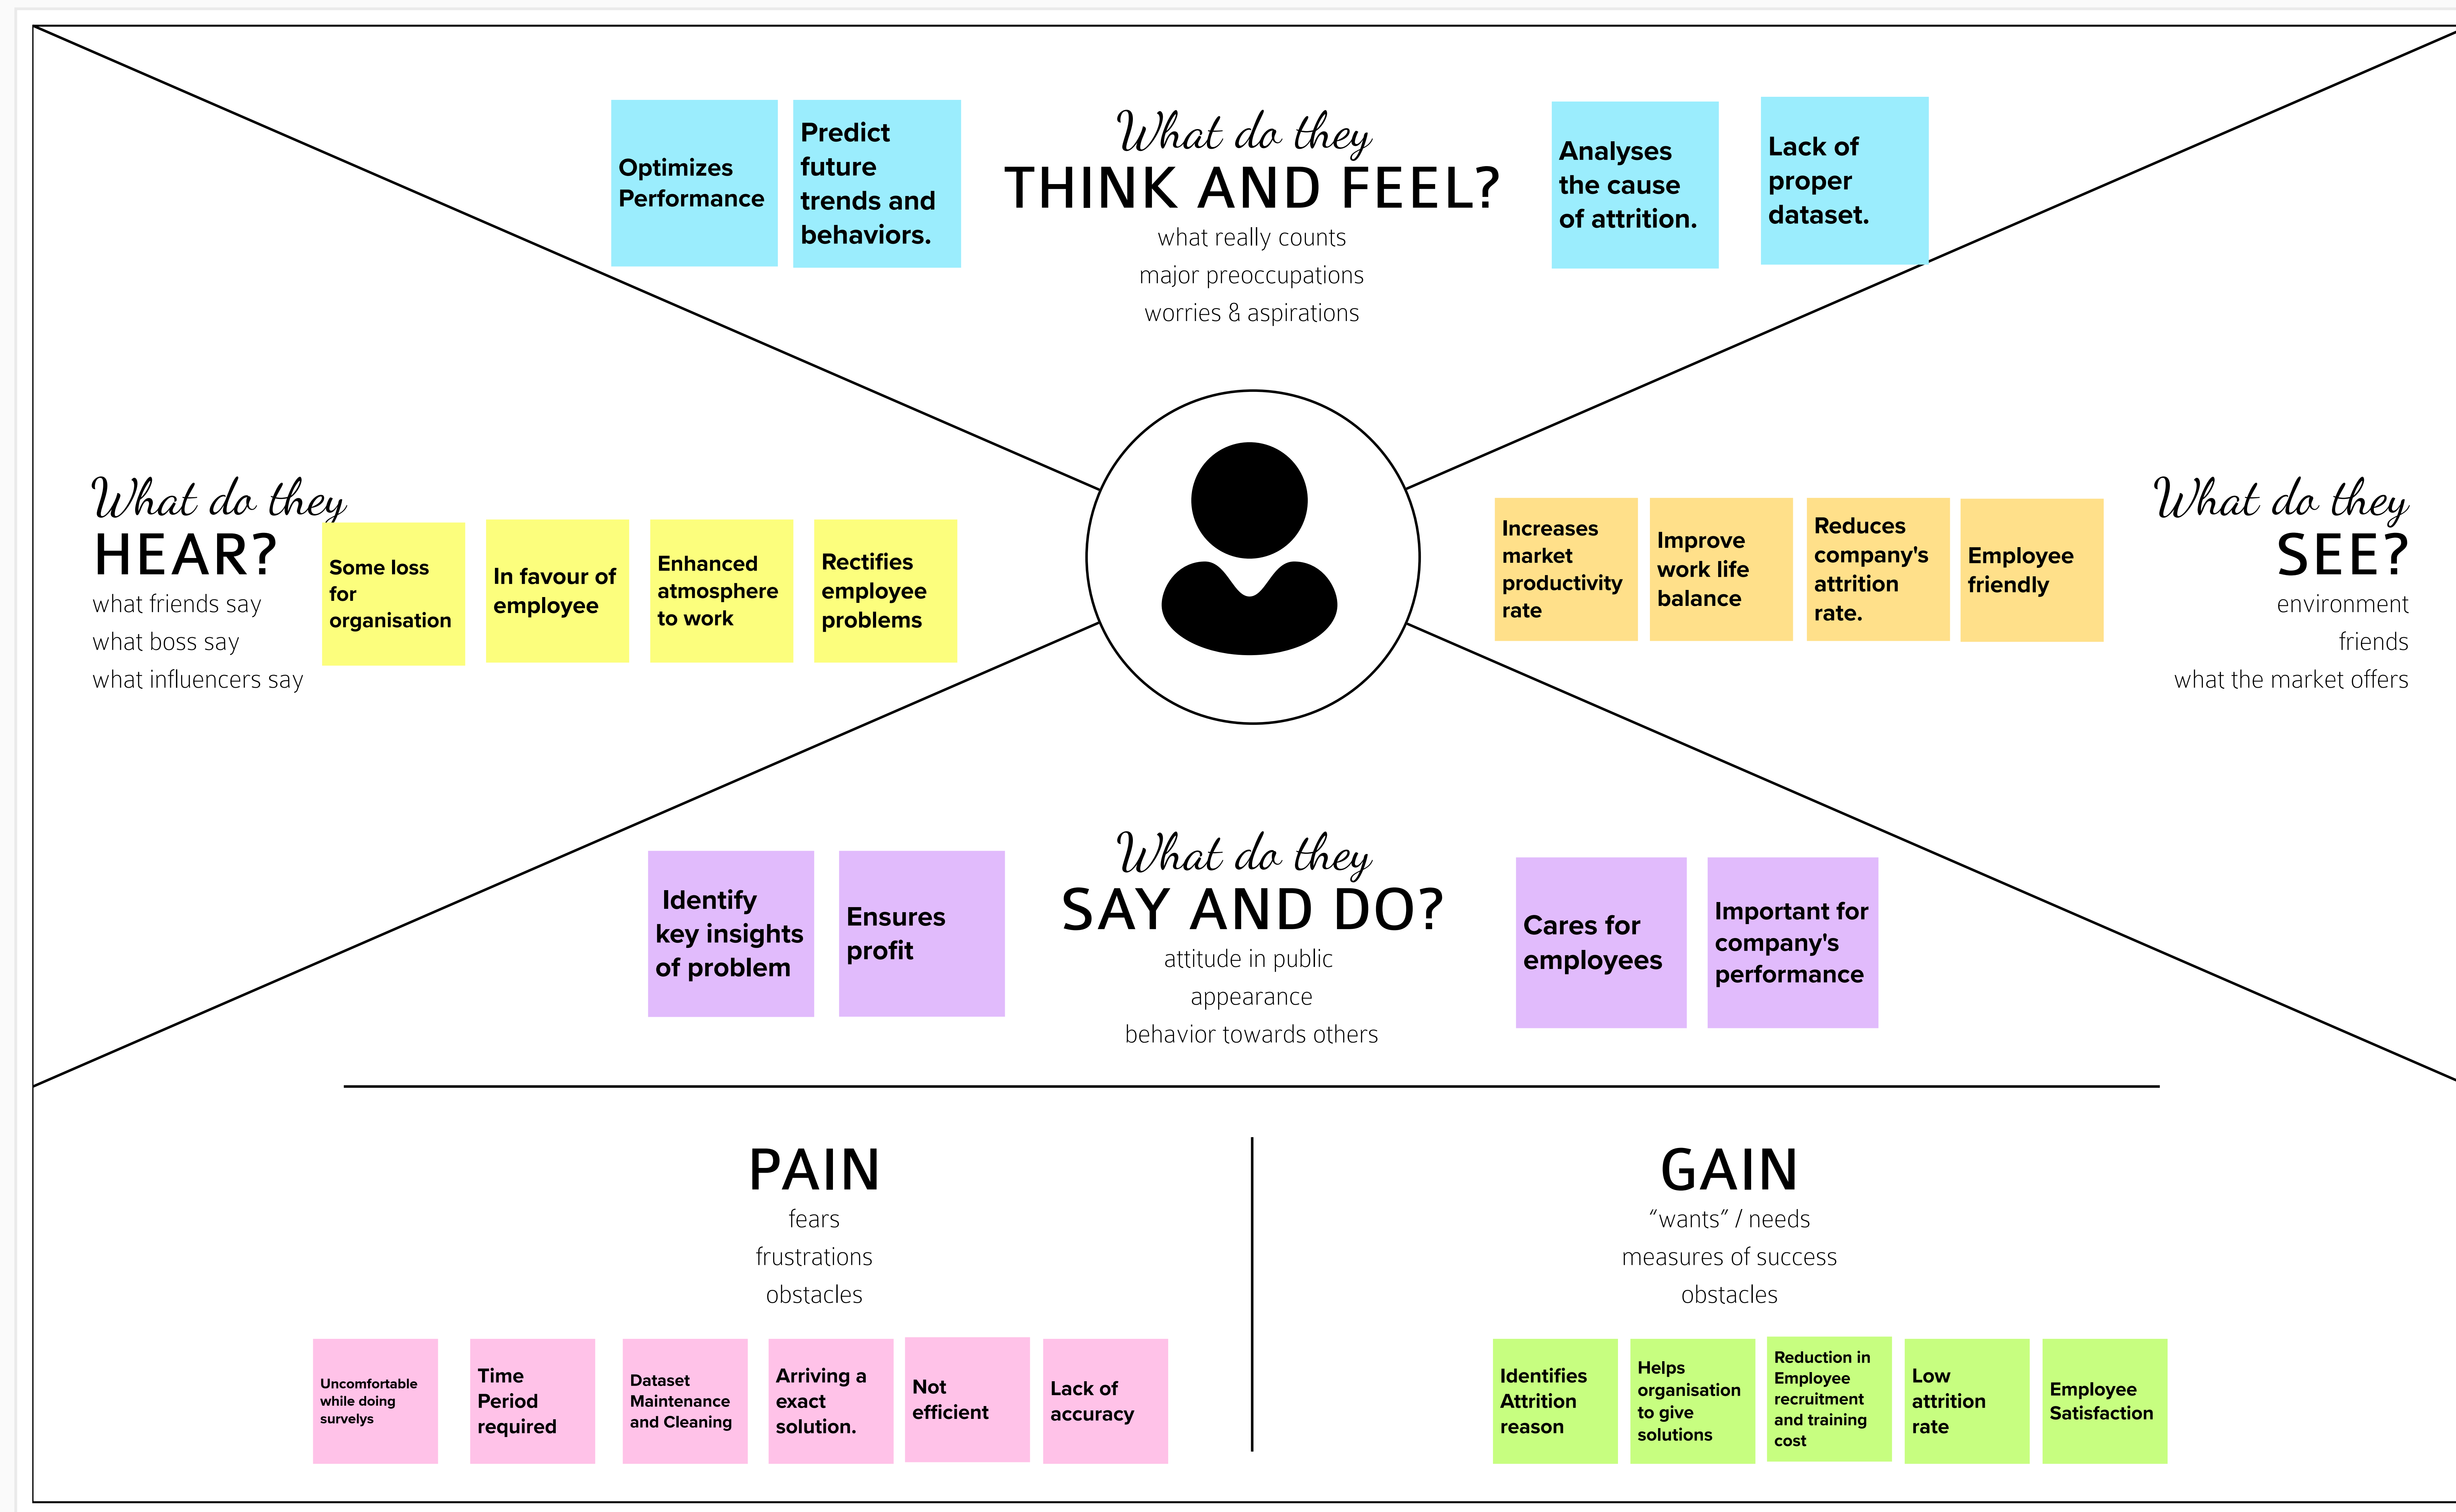 Optimizes
Performance
Predict
future
trends and
behaviors.
What do they
THINK AND FEEL?
what really counts
major preoccupations
worries & aspirations
Analyses
the cause
of attrition.
Lack of
proper
dataset.
What do they
HEAR?
what friends say
what boss say
what influencers say
Some loss
for
organisation
In favour of
employee
Enhanced
atmosphere
to work
Rectifies
employee
problems
Increases
market
productivity
rate
Improve
work life
balance
Reduces
company's
attrition
rate.
Employee
friendly
What do they
SEE?
environment
friends
what the market offers
Identify
key insights
of problem
Ensures
profit
What do they
SAY AND DO?
attitude in public
appearance
behavior towards others
Cares for
employees
Important for
company's
performance
PAIN
fears
frustrations
obstacles
Uncomfortable
while doing
survelys
Time
Period
required
Dataset
Maintenance
and Cleaning
Arriving a
exact
solution.
Not
efficient
Lack of
accuracy
GAIN
“wants” / needs
measures of success
obstacles
Identifies
Attrition
reason
Helps
organisation
to give
solutions
Reduction in
Employee
recruitment
and training
cost
Low
attrition
rate
Employee
Satisfaction